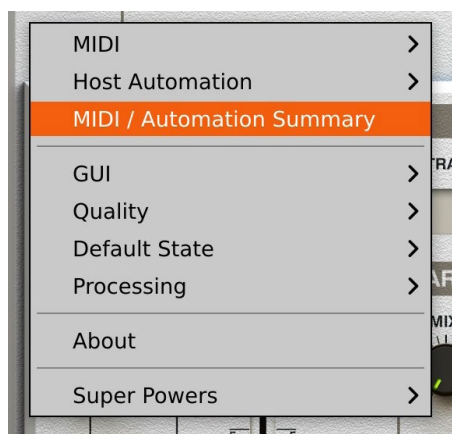 MIDI
Host Automation
MIDI / Automation Summary
GUI
Quality
Default State
Processing
About
Super Powers